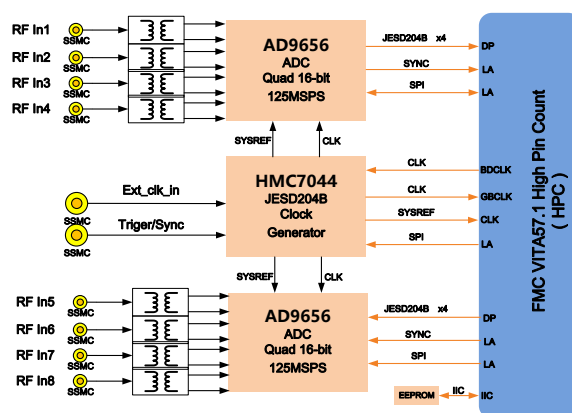 RF In1
SSMC
RF In2
SSMC
RF In3
SSMC
RF In4
SSMC
AD9656
ADC
Quad 16-bit
125MSPS
JESD204B x4
DP
SYNC
LA
SPI
LA
SYSREF
CLK
Ext_clk_in
SSMC
Triger/Sync
SSMC
HMC7044
JESD204B
Clock
Generator
CLK
BDCLK
CLK
GBCLK
SYSREF
CLK
SPI
LA
SYSREF
CLK
RF In5
SSMC
RF In6
SSMC
RF In7
SSMC
RF In8
SSMC
AD9656
ADC
Quad 16-bit
125MSPS
JESD204B x4
DP
SYNC
LA
SPI
LA
EEPROM
IIC
IIC
FMC VITA57.1 High Pin Count
( HPC )